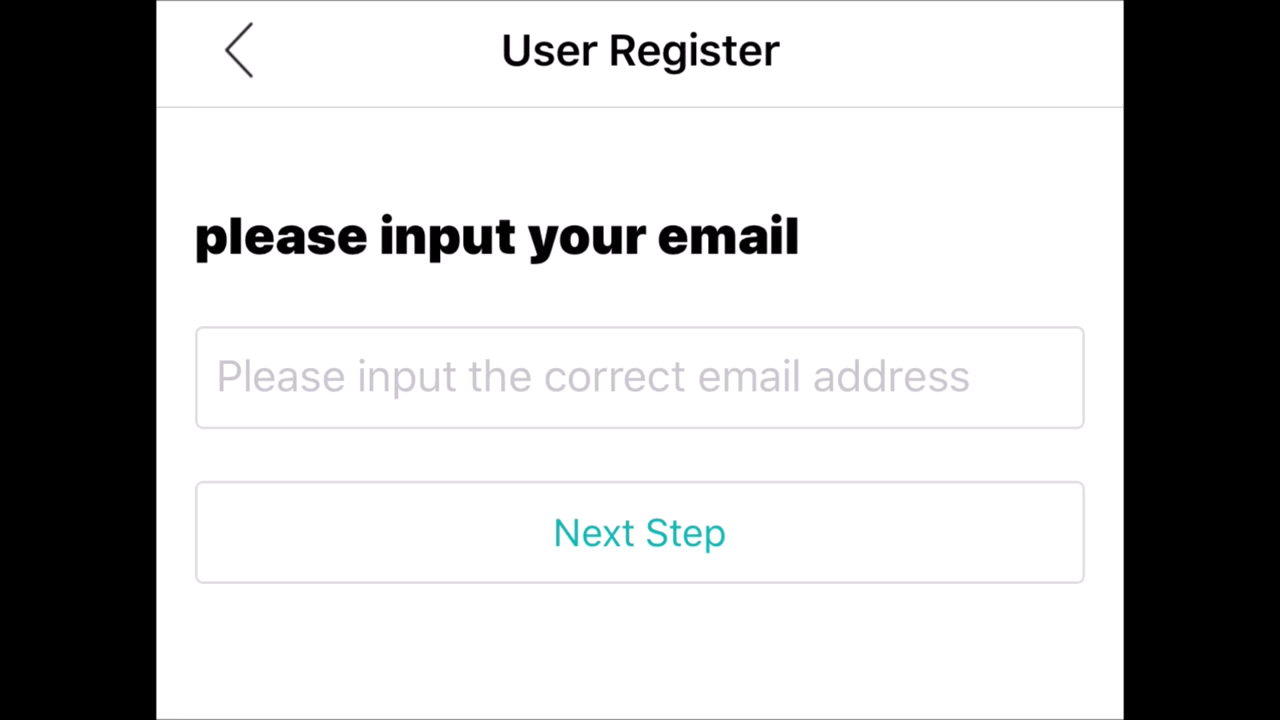 User Register
please input your email
Please input the correct email address
Next Step